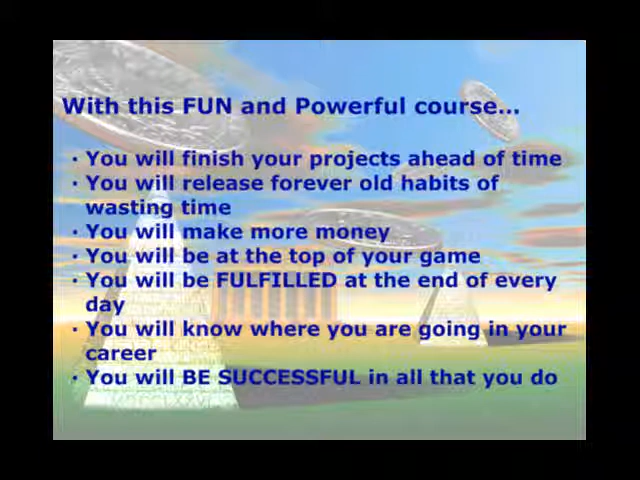 With this FUN and Powerful course...
· You will finish your projects ahead of time
· You will release forever old habits of
wasting time
· You will make more money
· You will be at the top of your game
· You will be FULFILLED at the end of every
day
· You will know where you are going in your
career
· You will BE SUCCESSFUL in all that you do